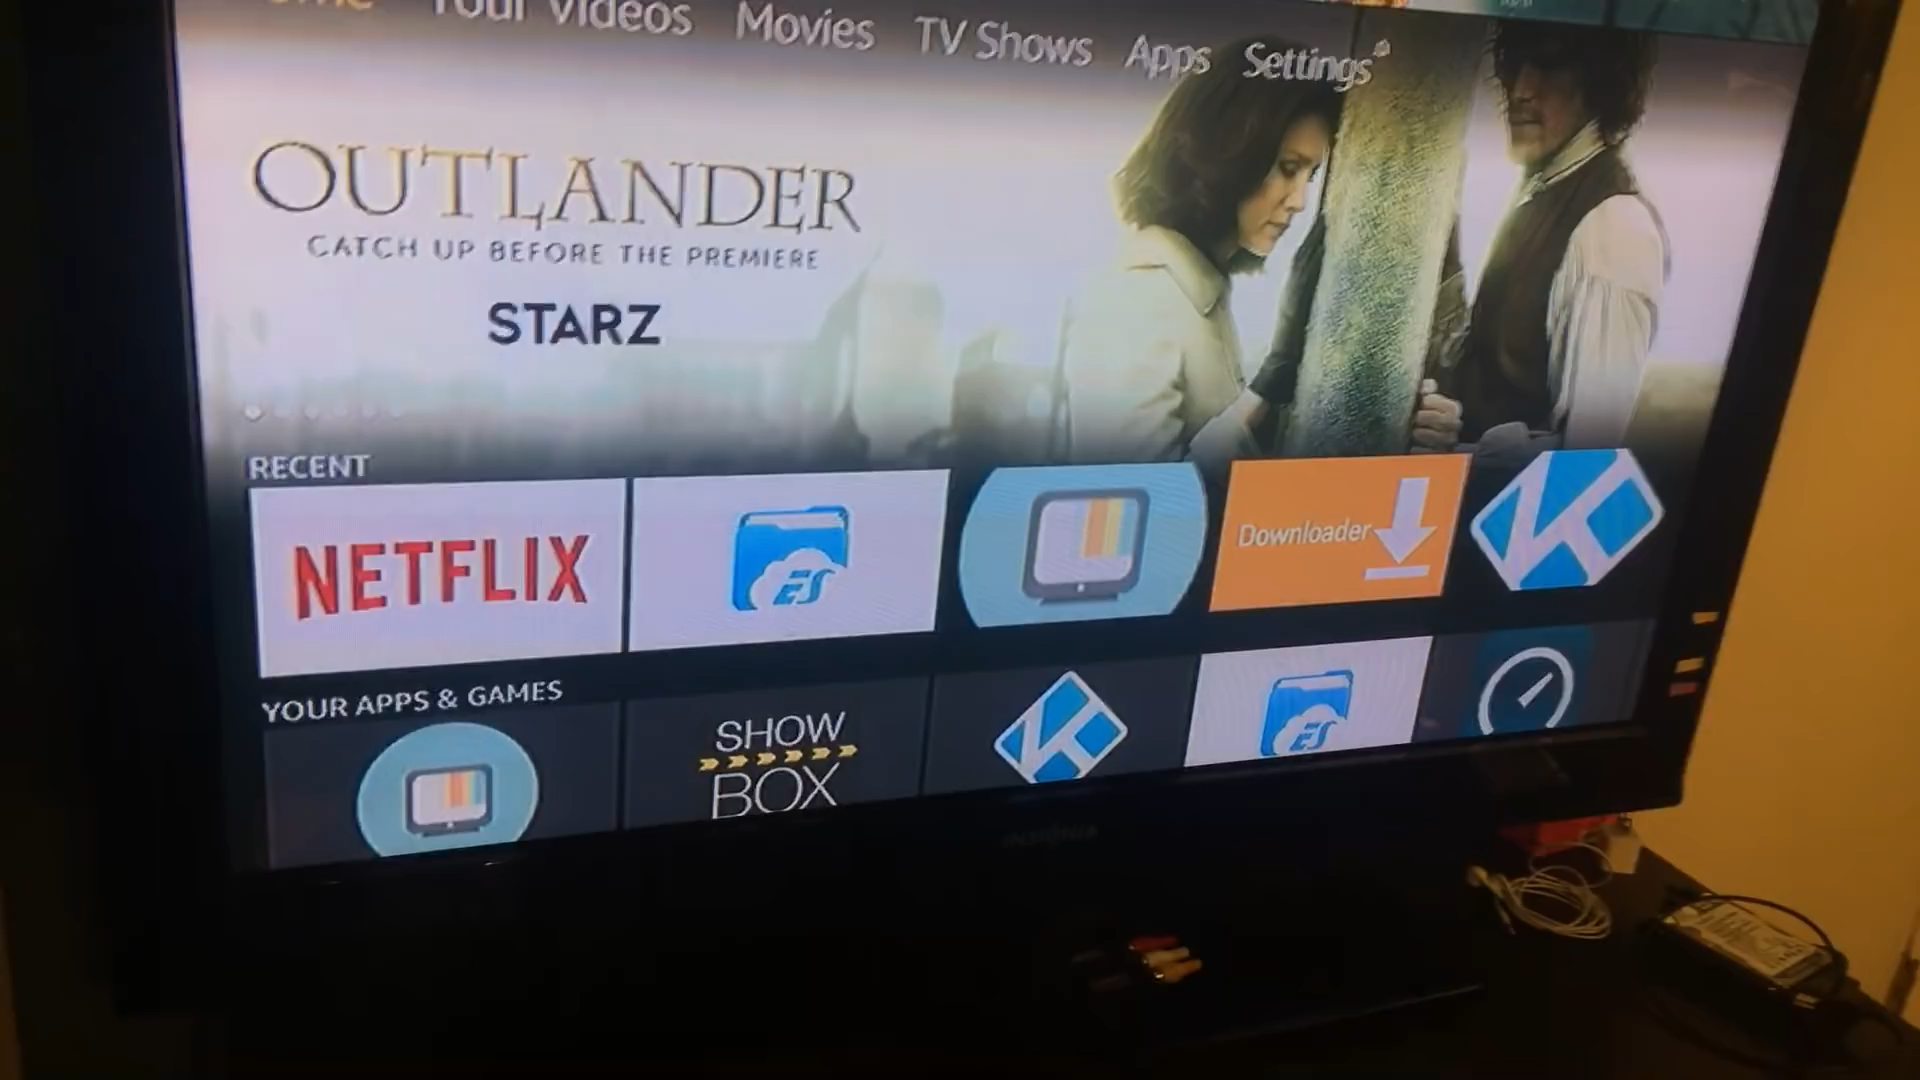 Your Videos Movies TV Shows Apps Settings
OUTLANDER
CATCH UP BEFORE THE PREMIERE
STARZ
RECENT
NETFLIX
ES
Downloader
YOUR APPS & GAMES
SHOW
BOX
ES
INSIGNIA